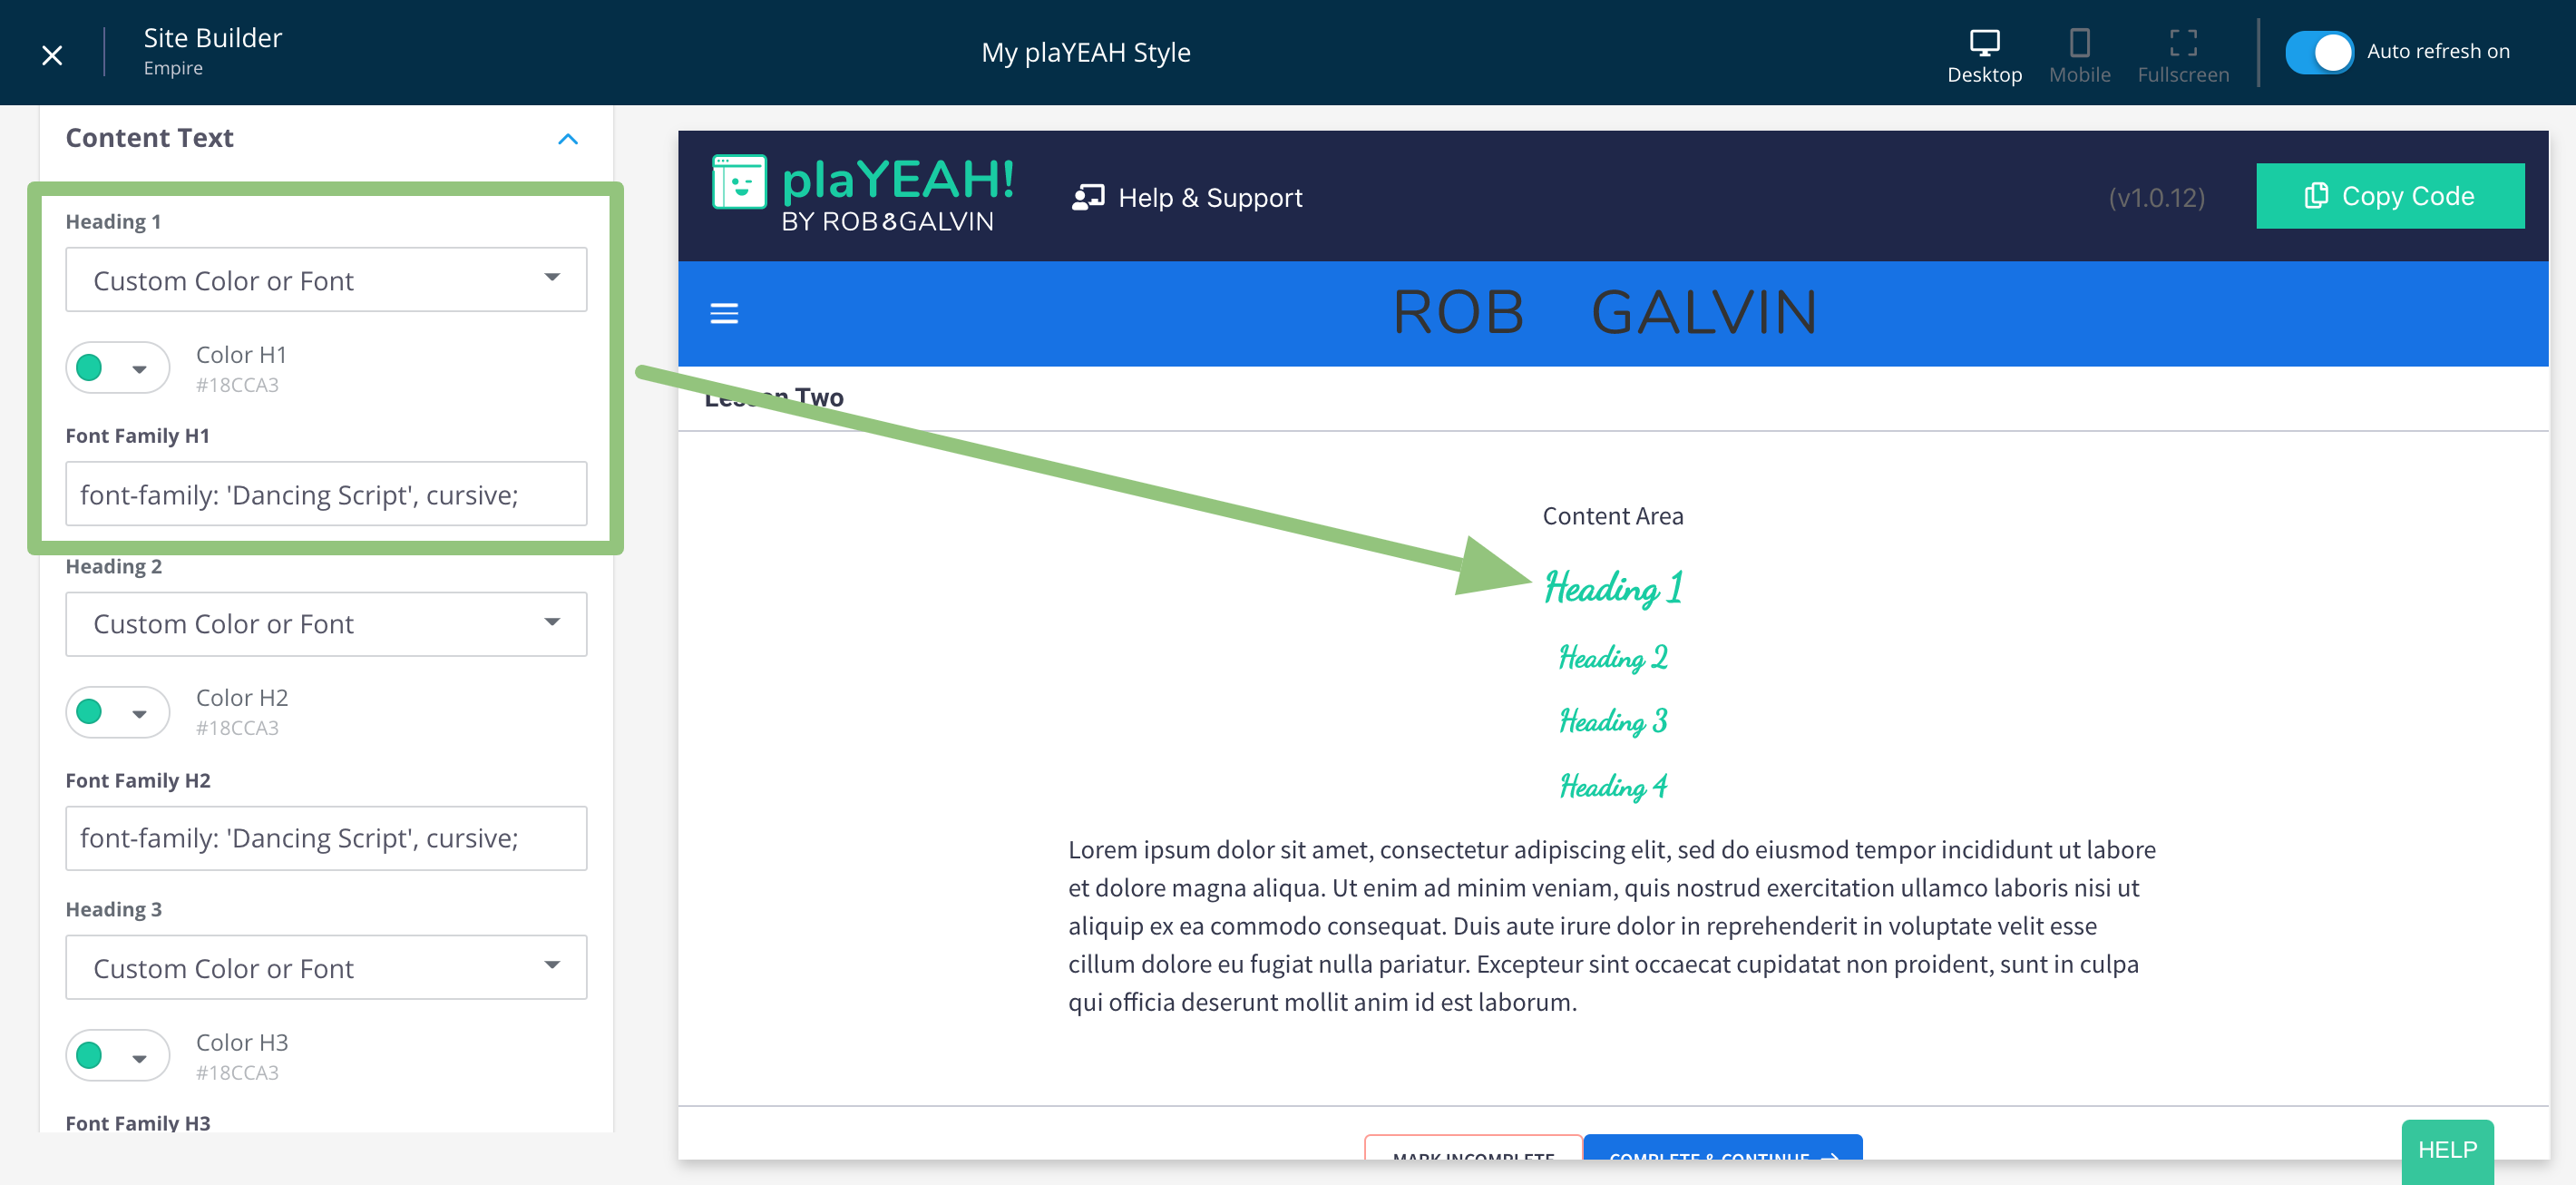 Site Builder
Empire
My plaYEAH Style
Desktop
Mobile
Fullscreen
Auto refresh on
Content Text
Heading 1
Custom Color or Font
Color H1
#18CCA3
Font Family H1
font-family: 'Dancing Script', cursive;
Heading 2
Custom Color or Font
Color H2
#18CCA3
Font Family H2
font-family: 'Dancing Script', cursive;
Heading 3
Custom Color or Font
Color H3
#18CCA3
Font Family H3
plaYEAH!
BY ROB&GALVIN
Help & Support
(v1.0.12)
Copy Code
ROB GALVIN
Lesson Two
Content Area
Heading 1
Heading 2
Heading 3
Heading 4
Lorem ipsum dolor sit amet, consectetur adipiscing elit, sed do eiusmod tempor incididunt ut labore
et dolore magna aliqua. Ut enim ad minim veniam, quis nostrud exercitation ullamco laboris nisi ut
aliquip ex ea commodo consequat. Duis aute irure dolor in reprehenderit in voluptate velit esse
cillum dolore eu fugiat nulla pariatur. Excepteur sint occaecat cupidatat non proident, sunt in culpa
qui officia deserunt mollit anim id est laborum.
MARK INCOMPLETE
COMPLETE & CONTINUE →
HELP